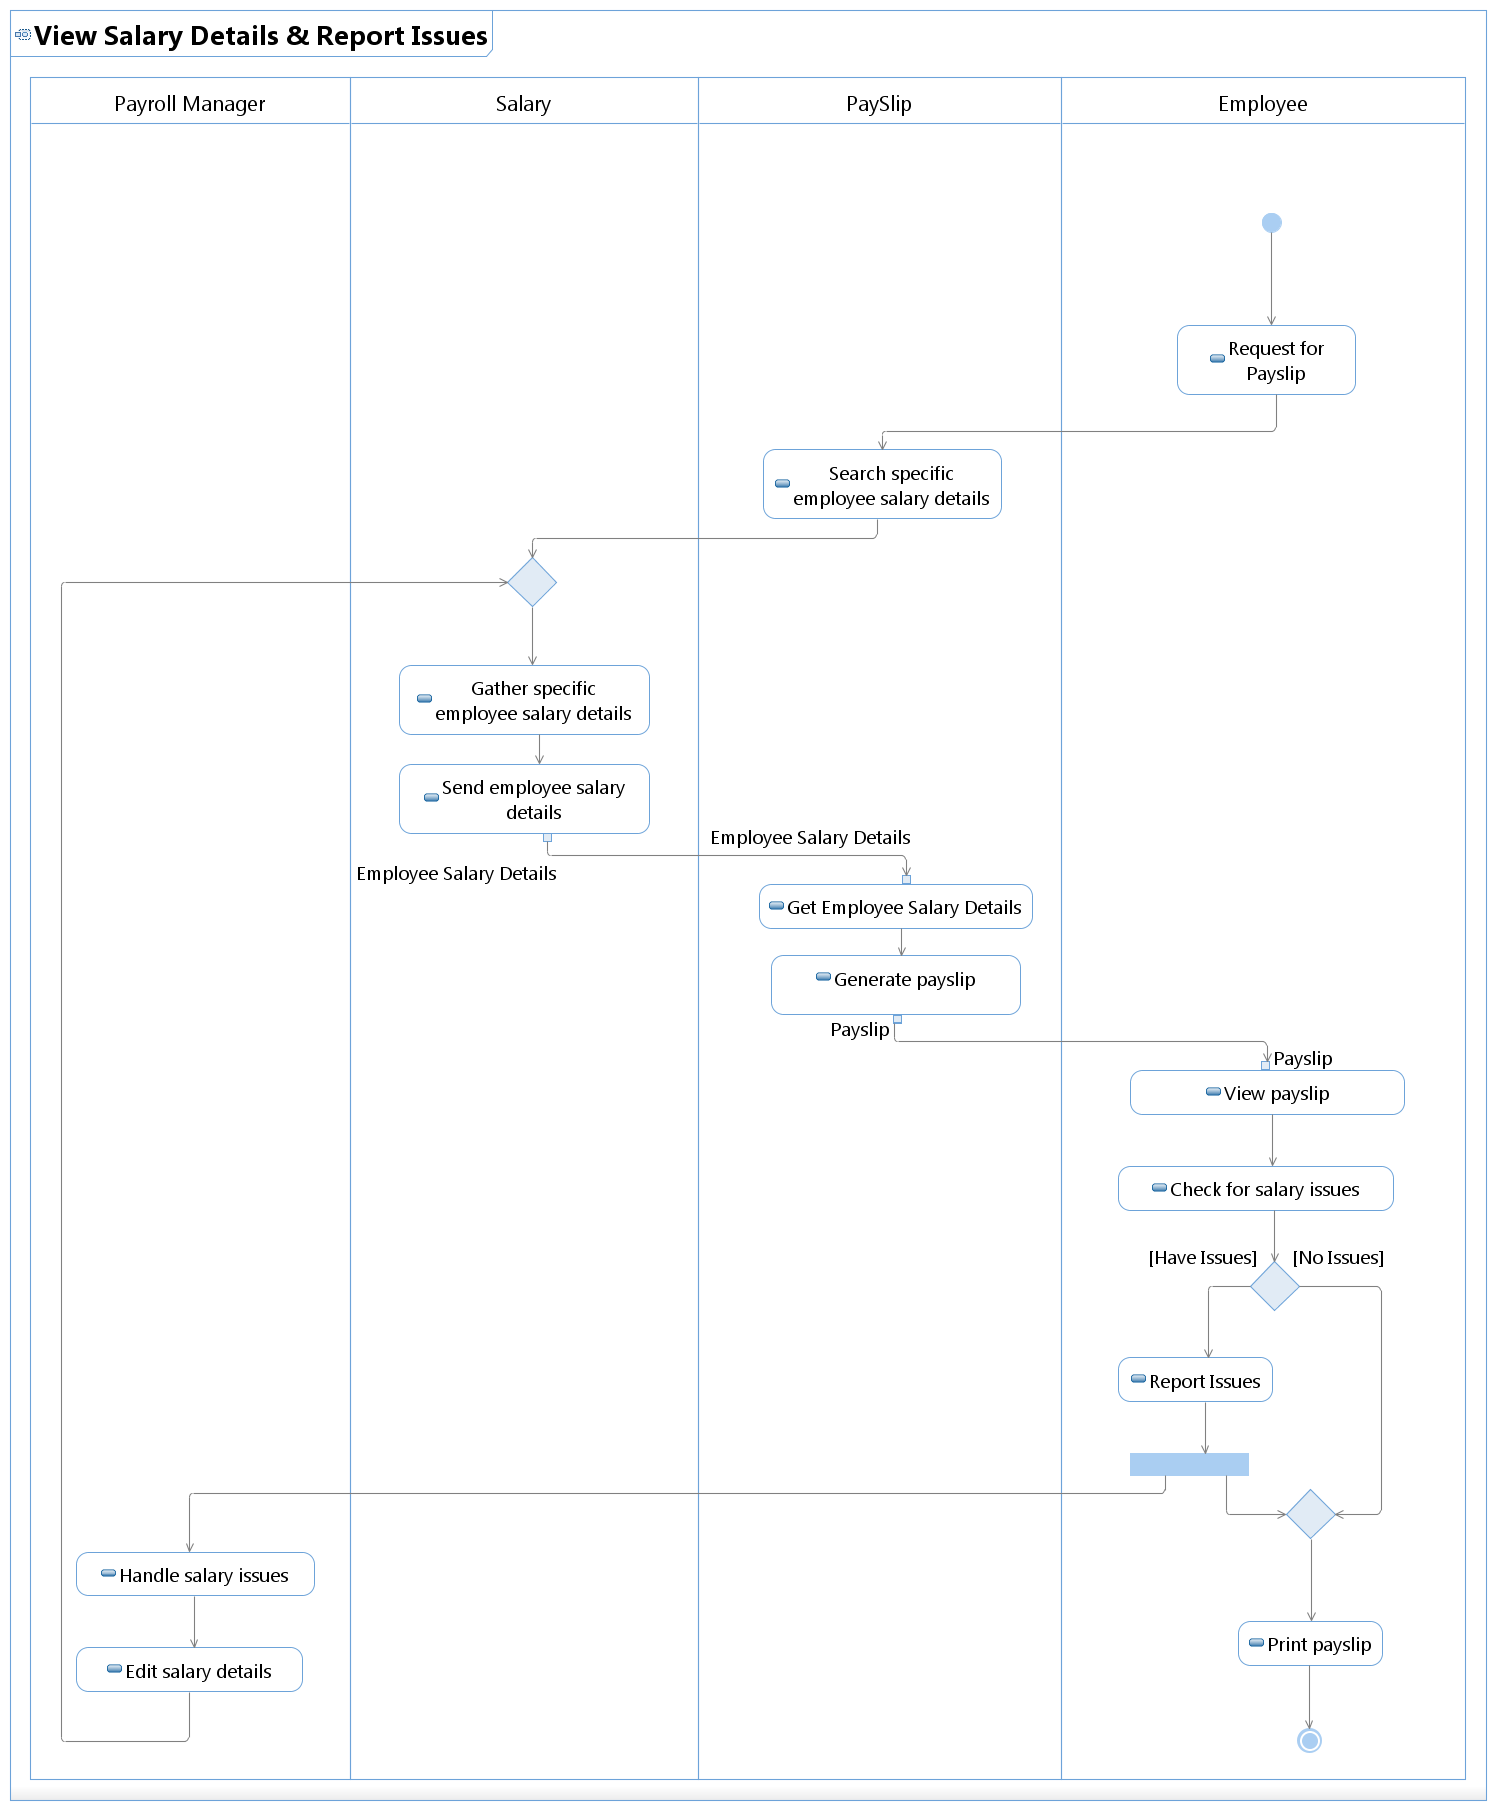 View Salary Details & Report Issues
Payroll Manager
Salary
PaySlip
Employee
Request for
Payslip
Search specific
employee salary details
Gather specific
employee salary details
Send employee salary
details
Employee Salary Details
Employee Salary Details
Get Employee Salary Details
Generate payslip
Payslip
Payslip
View payslip
Check for salary issues
[Have Issues]
[No Issues]
Report Issues
Handle salary issues
Edit salary details
Print payslip